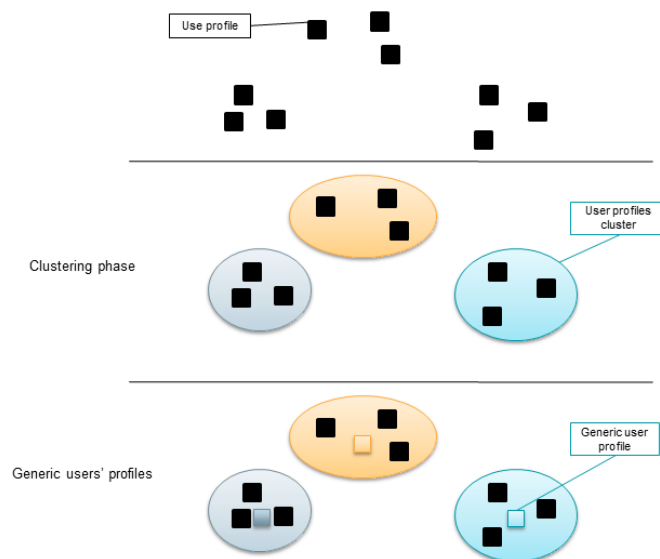 Use profile
User profiles
cluster
Clustering phase
Generic user
profile
Generic users' profiles